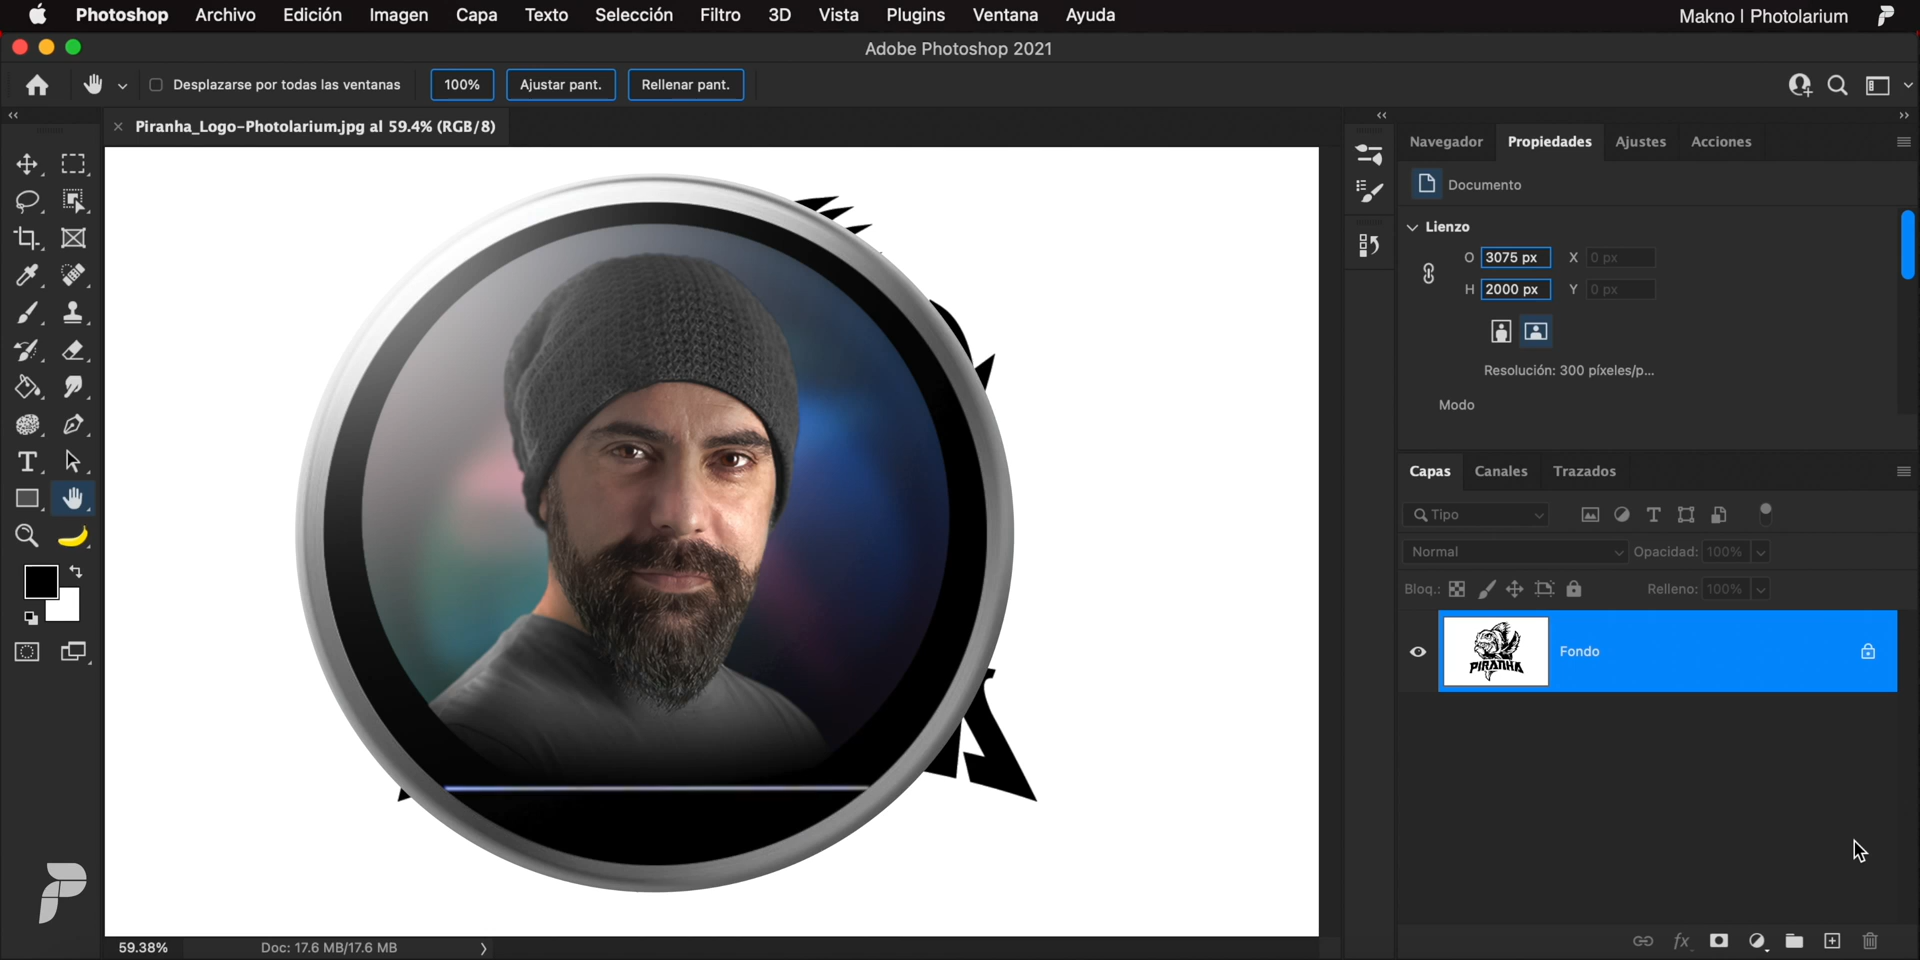 Photoshop Archivo Edición Imagen Capa Texto Selección Filtro 3D Vista Plugins Ventana Ayuda Makno | Photolarium
Adobe Photoshop 2021
Desplazarse por todas las ventanas 100% Ajustar pant. Rellenar pant.
Piranha_Logo-Photolarium.jpg al 59.4% (RGB/8)
Navegador Propiedades Ajustes Acciones
Documento
Lienzo
O 3075 px X 0 px
H 2000 px Y 0 px
Resolución: 300 píxeles/p...
Modo
Capas Canales Trazados
Tipo
Normal Opacidad: 100%
Bloq.: Relleno: 100%
PIRANHA
Fondo
59.38% Doc: 17.6 MB/17.6 MB